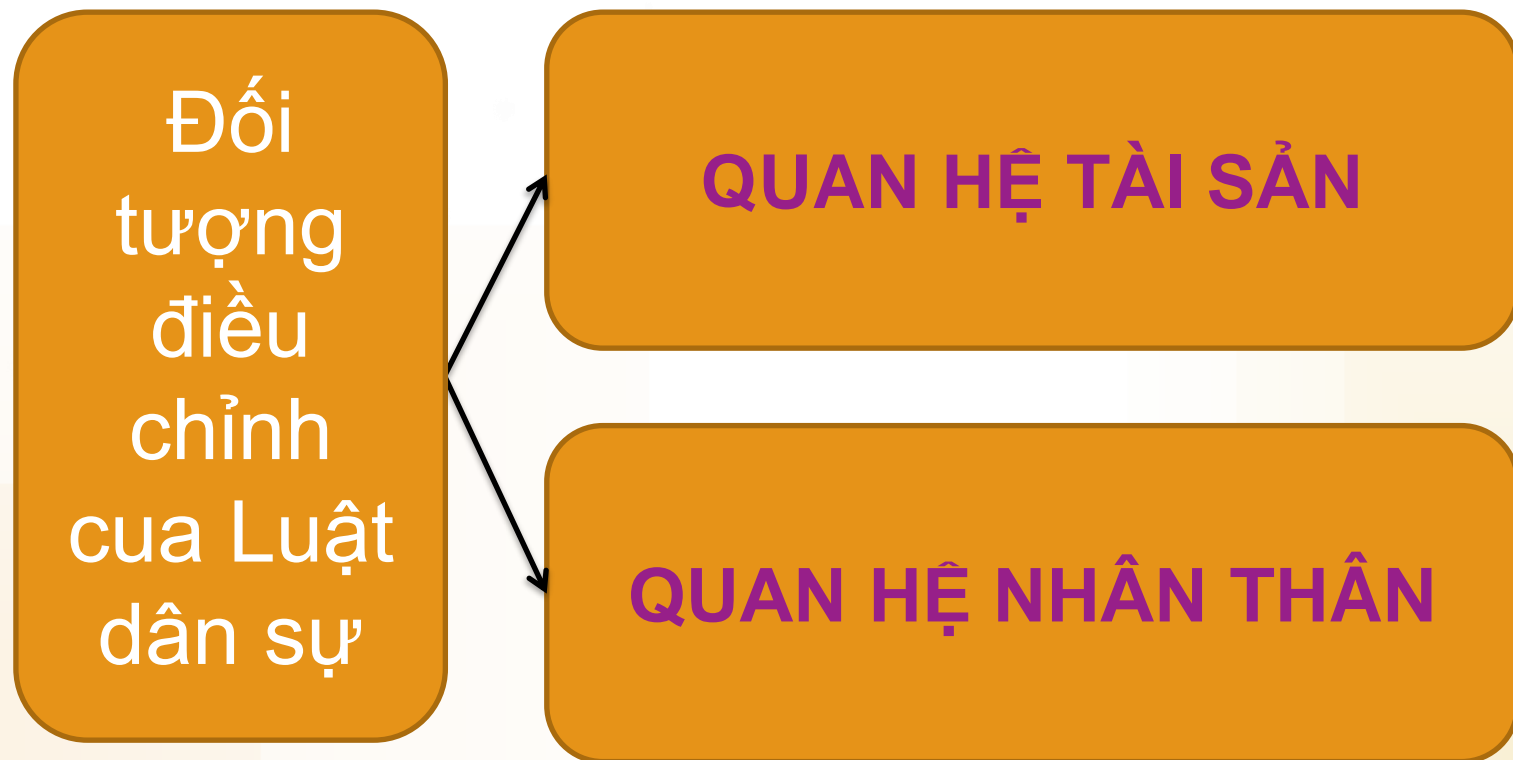 Đối
tượng
điều
chỉnh
cua Luật
dân sự
QUAN HỆ TÀI SẢN
QUAN HỆ NHÂN THÂN